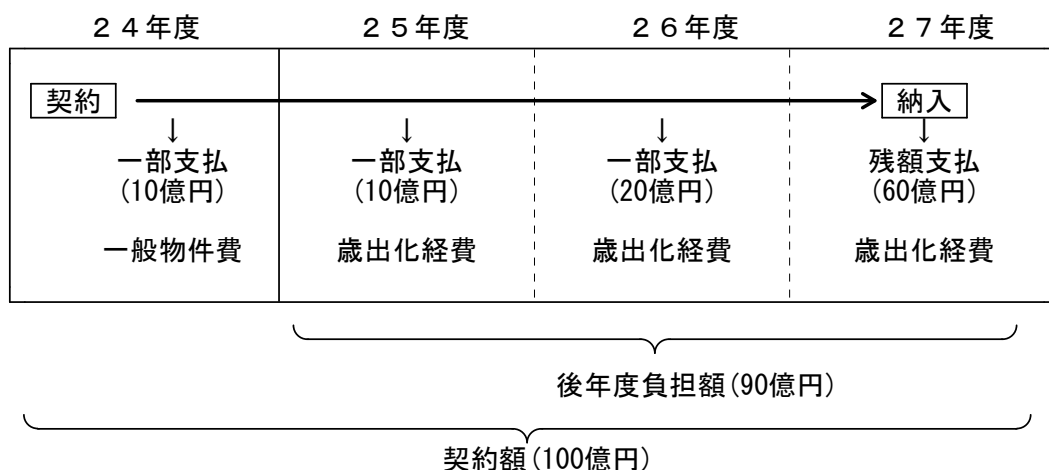 ２４年度 ２５年度 ２６年度 ２７年度
契約 納入
↓ ↓ ↓ ↓
一部支払 一部支払 一部支払 残額支払
(10億円) (10億円) (20億円) (60億円)
一般物件費 歳出化経費 歳出化経費 歳出化経費
後年度負担額(90億円)
契約額(100億円)